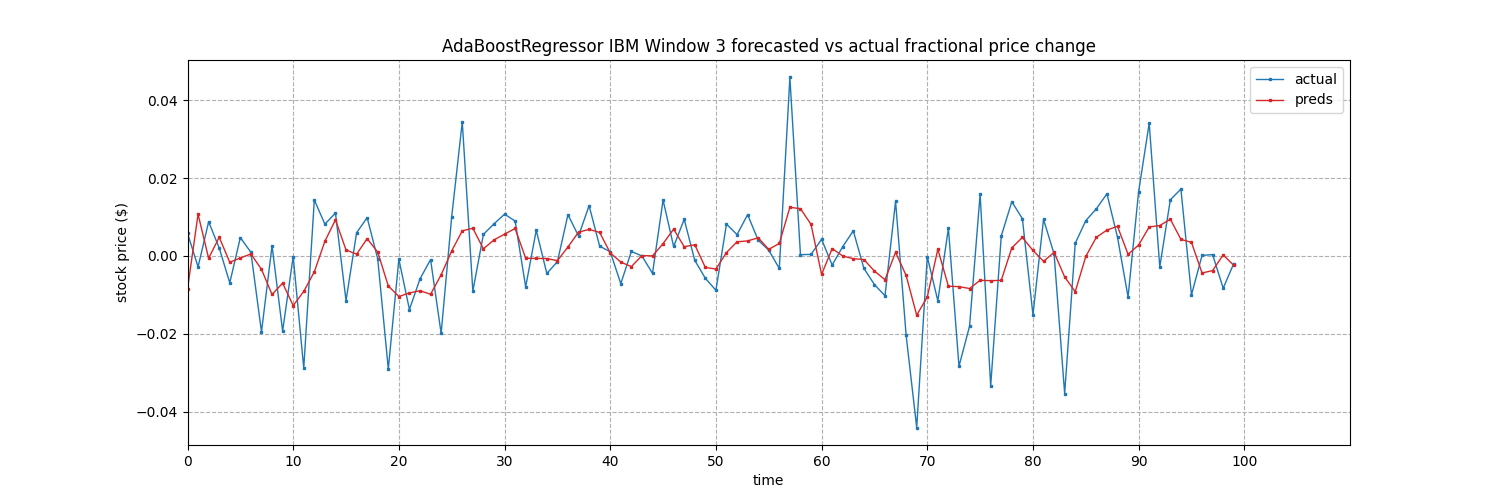 AdaBoostRegressor IBM Window 3 forecasted vs actual fractional price change
actual
preds
stock price ($)
0.04
0.02
0.00
−0.02
−0.04
0 10 20 30 40 50 60 70 80 90 100
time